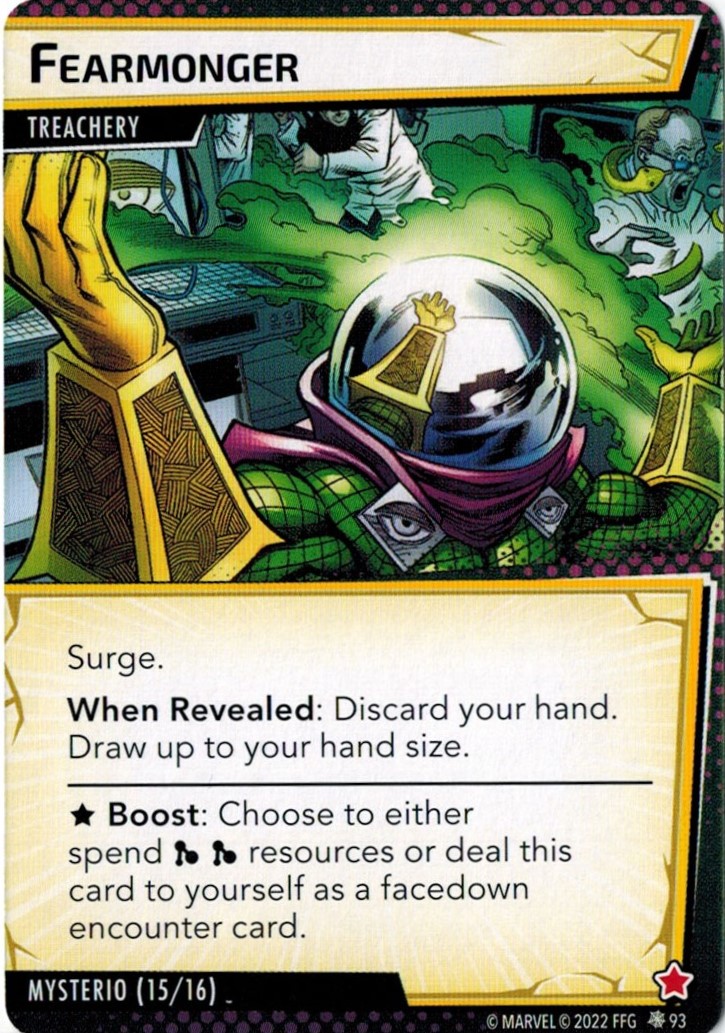 FEARMONGER
TREACHERY
Surge.
When Revealed: Discard your hand.
Draw up to your hand size.
★ Boost: Choose to either
spend resources or deal this
card to yourself as a facedown
encounter card.
MYSTERIO (15/16)
© MARVEL © 2022 FFG 93